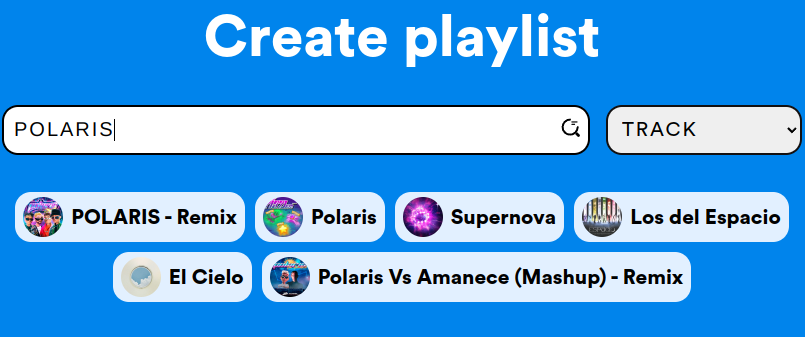 Create playlist
POLARIS
TRACK
POLARIS - Remix
Polaris
Supernova
Los del Espacio
El Cielo
Polaris Vs Amanece (Mashup) - Remix